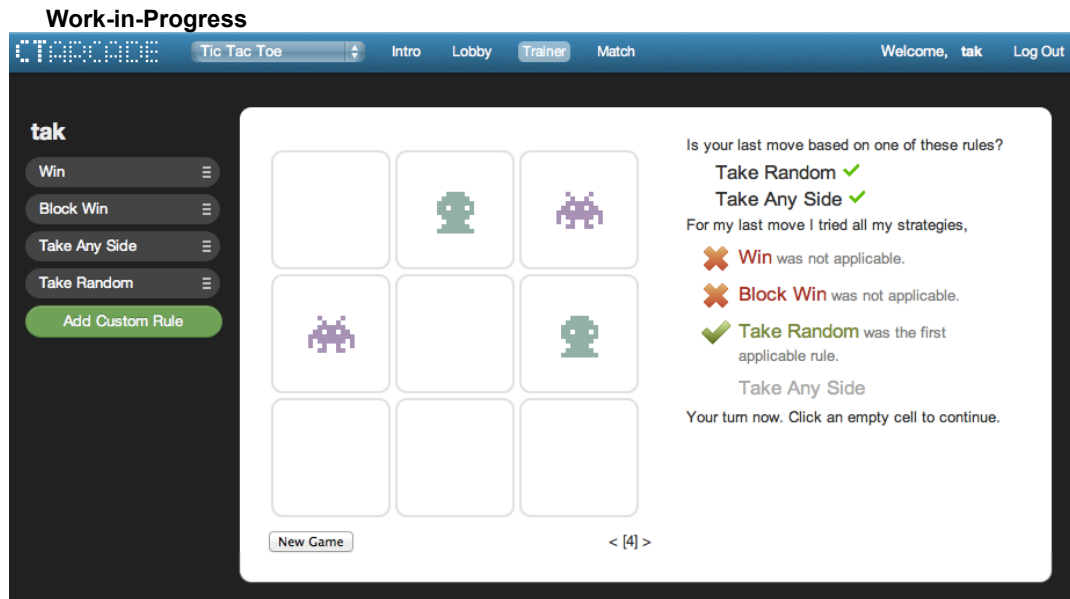 Work-in-Progress
CTARCADE
Tic Tac Toe
Intro
Lobby
Trainer
Match
Welcome, tak
Log Out
tak
Win
Block Win
Take Any Side
Take Random
Add Custom Rule
Is your last move based on one of these rules?
Take Random
Take Any Side
For my last move I tried all my strategies,
Win was not applicable.
Block Win was not applicable.
Take Random was the first
applicable rule.
Take Any Side
Your turn now. Click an empty cell to continue.
New Game
< [4] >